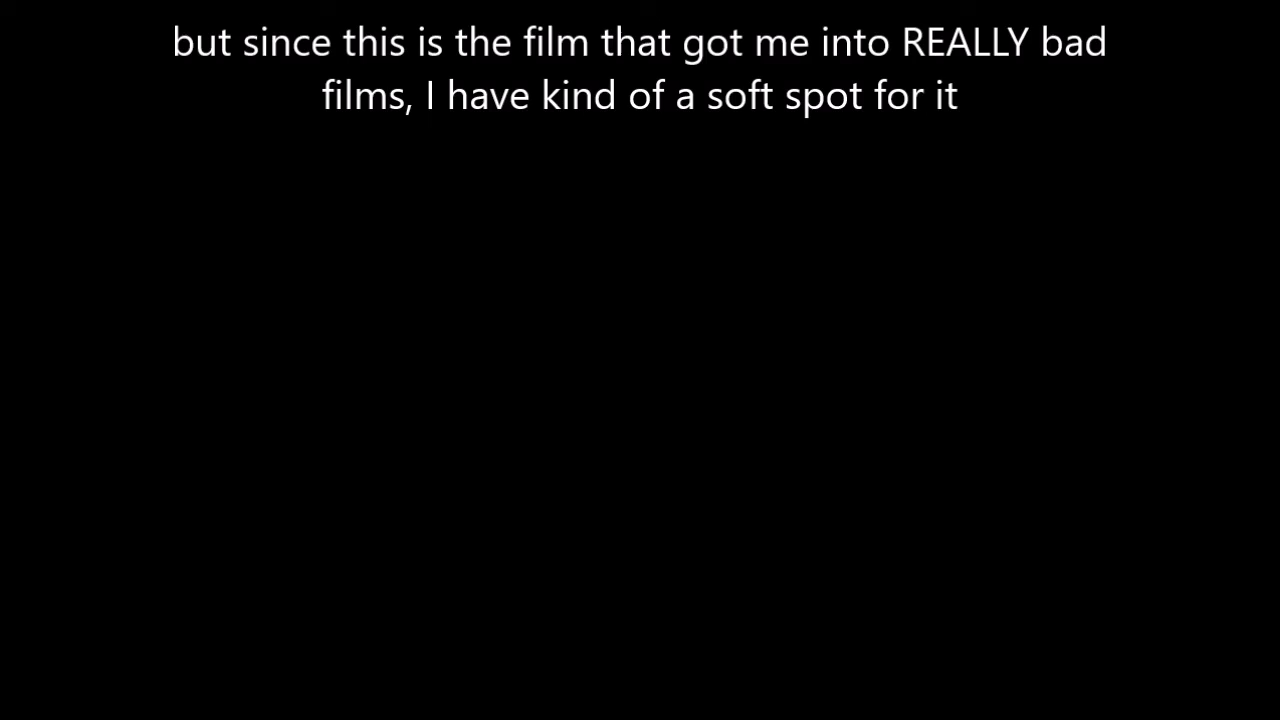 but since this is the film that got me into REALLY bad
films, I have kind of a soft spot for it